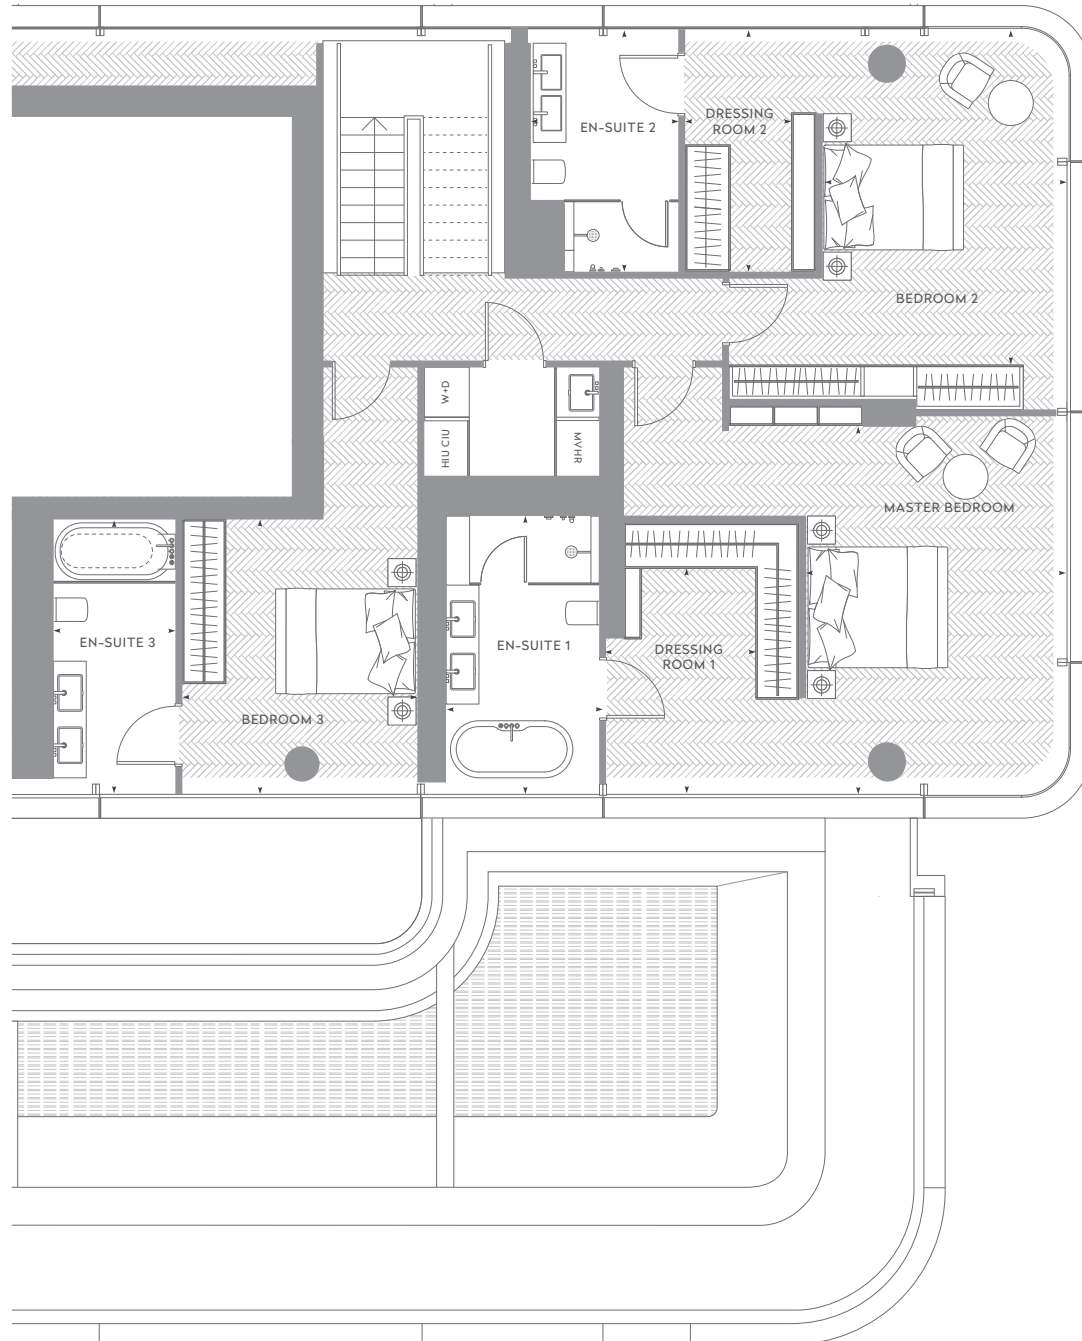 EN-SUITE 2
DRESSING
ROOM 2
BEDROOM 2
W+D
HIU CIU
MVHR
MASTER BEDROOM
EN-SUITE 3
EN-SUITE 1
DRESSING
ROOM 1
BEDROOM 3